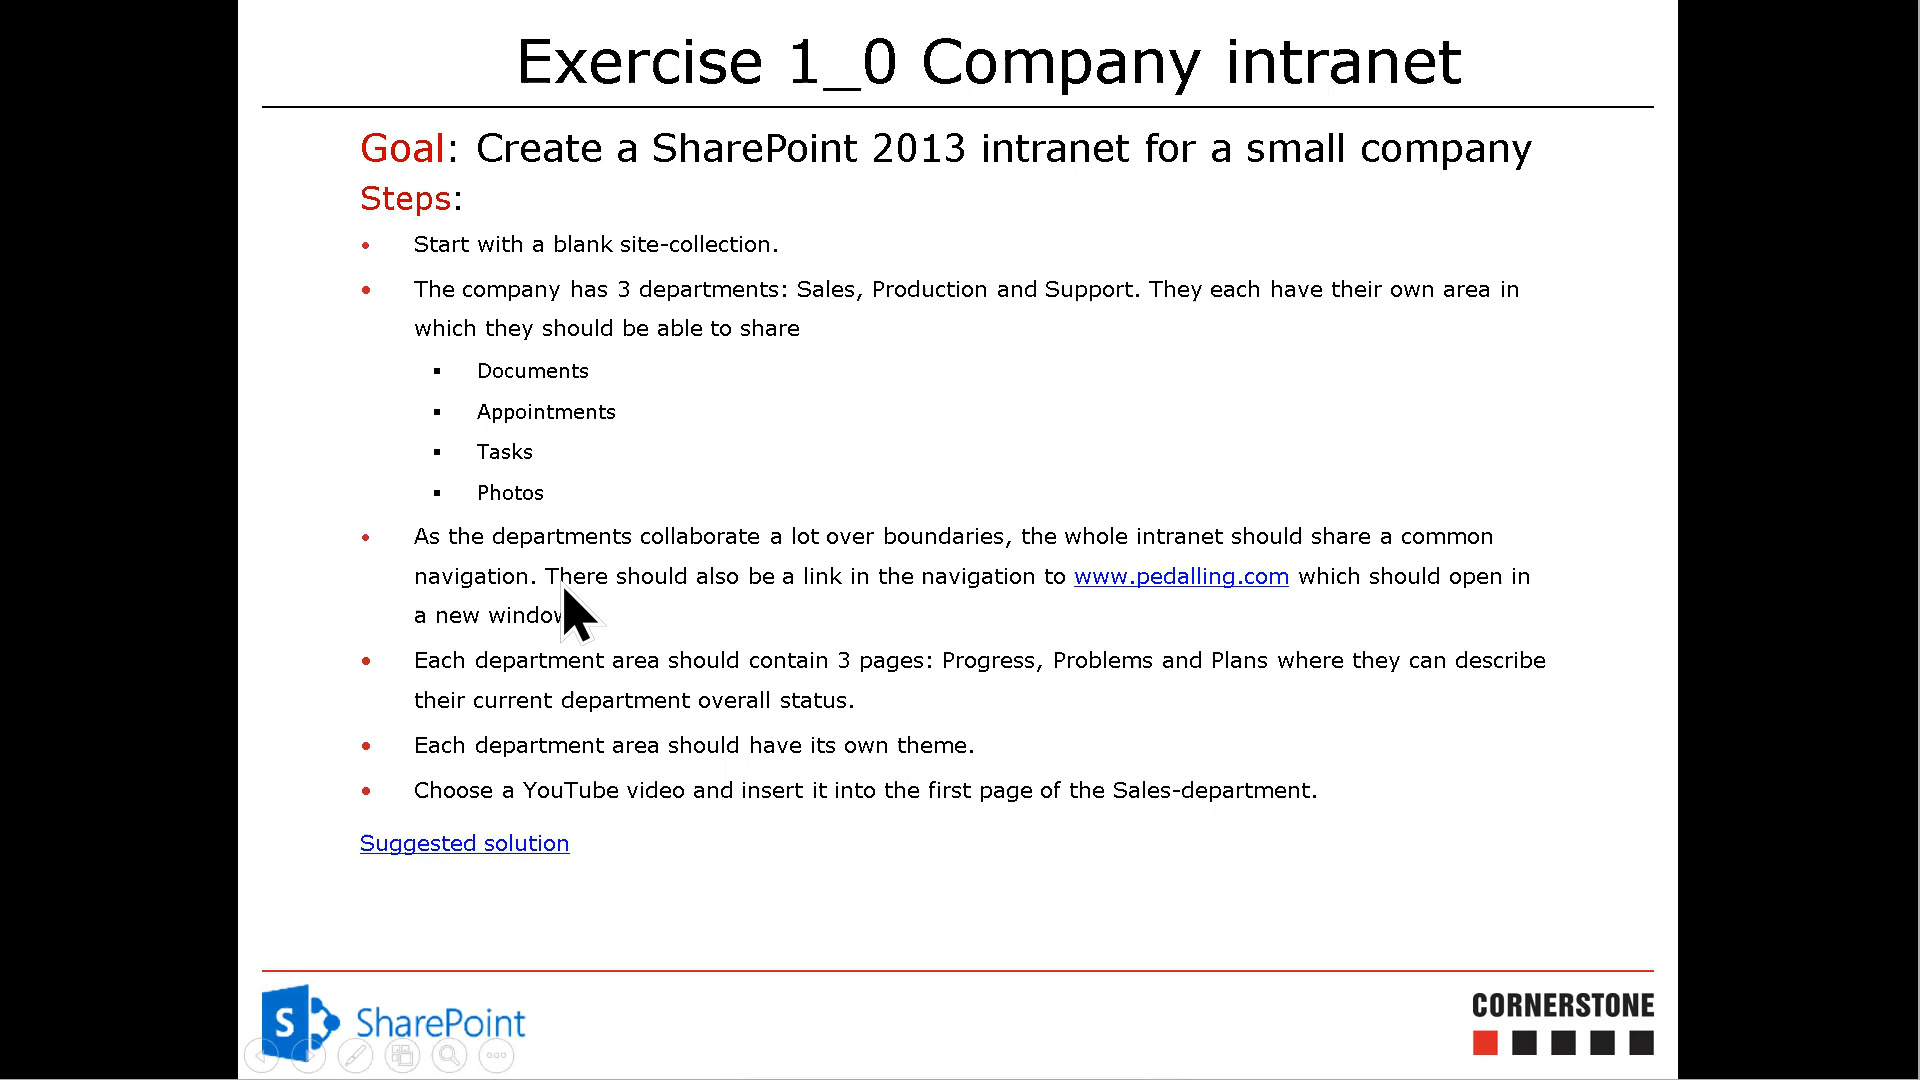 Exercise 1_0 Company intranet
Goal: Create a SharePoint 2013 intranet for a small company
Steps:
• Start with a blank site-collection.
• The company has 3 departments: Sales, Production and Support. They each have their own area in
which they should be able to share
▪ Documents
▪ Appointments
▪ Tasks
▪ Photos
• As the departments collaborate a lot over boundaries, the whole intranet should share a common
navigation. There should also be a link in the navigation to www.pedalling.com which should open in
a new window
• Each department area should contain 3 pages: Progress, Problems and Plans where they can describe
their current department overall status.
• Each department area should have its own theme.
• Choose a YouTube video and insert it into the first page of the Sales-department.
Suggested solution
S SharePoint
CORNERSTONE